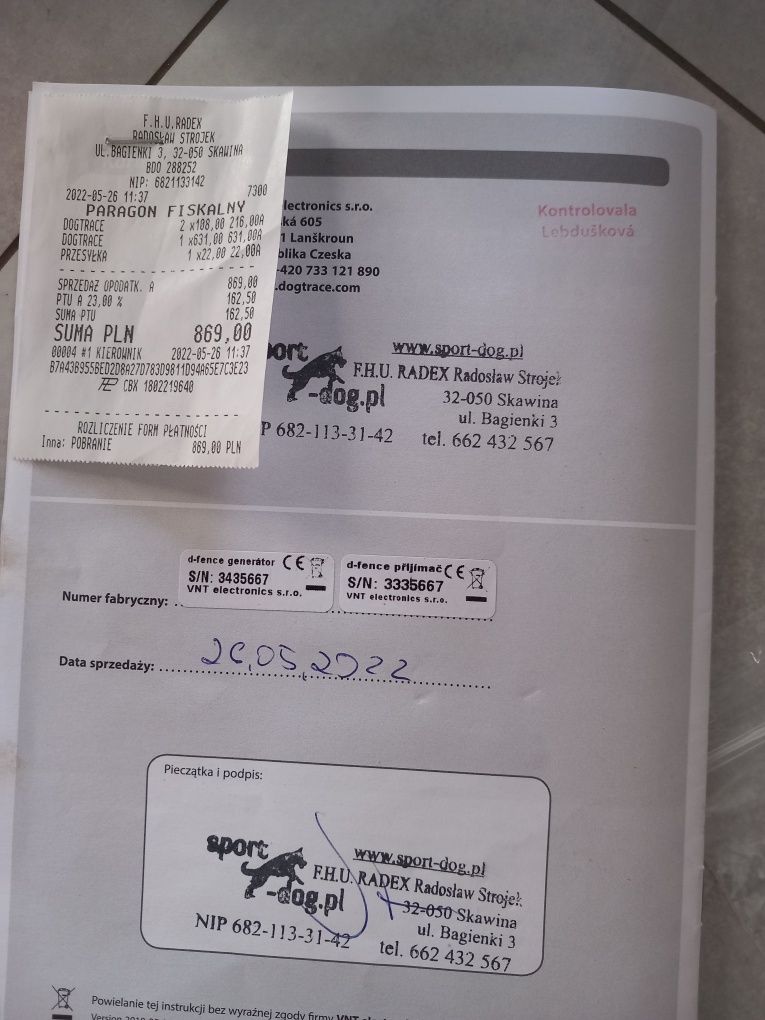 F.H.U.RADEX
RADOSŁAW STROJEK
UL.BAGIENKI 3, 32-050 SKAWINA
BDO 288252
NIP: 6821133142
2022-05-26 11:37 7300
PARAGON FISKALNY
DOGTRACE 2 x108,00 216,00A
DOGTRACE 1 x631,00 631,00A
PRZESYŁKA 1 x22,00 22,00A
SPRZEDAŻ OPODATK. A 869,00
PTU A 23,00 % 162,50
SUMA PTU 162,50
SUMA PLN 869,00
00004 #1 KIEROWNIK 2022-05-26 11:37
B7A43B955BED2D8A27D783D9811D94A65E7C3E23
CBX 1802219640
ROZLICZENIE FORM PŁATNOŚCI
Inna: POBRANIE 869,00 PLN
lectronics s.r.o.
ká 605
1 Lanškroun
blika Czeska
420 733 121 890
.dogtrace.com
Kontrolovala
Lebdušková
port
-dog.pl
www.sport-dog.pl
F.H.U. RADEX Radosław Strojek
32-050 Skawina
ul. Bagienki 3
P 682-113-31-42 tel. 662 432 567
d-fence generátor CE
S/N: 3435667
VNT electronics s.r.o.
d-fence přijímač CE
S/N: 3335667
VNT electronics s.r.o.
Numer fabryczny:
Data sprzedaży: 26.05.2022
Pieczątka i podpis:
sport
-dog.pl
www.sport-dog.pl
F.H.U. RADEX Radosław Strojek
32-050 Skawina
ul. Bagienki 3
NIP 682-113-31-42 tel. 662 432 567
Powielanie tej instrukcji bez wyraźnej zgody firmy